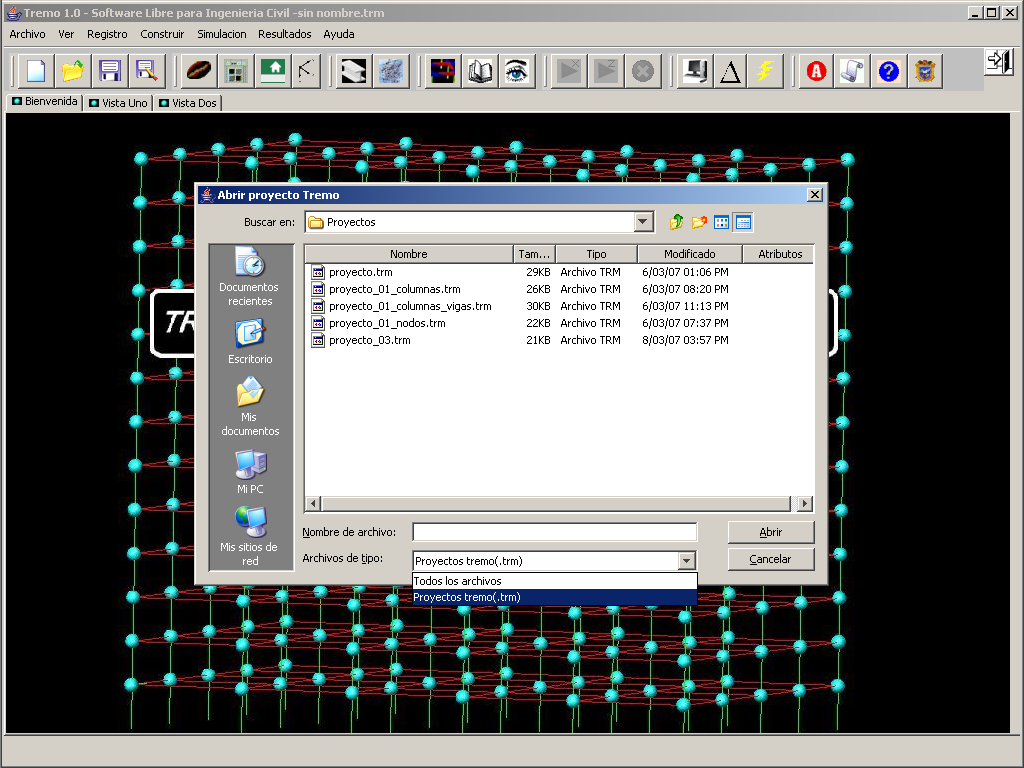 Tremo 1.0 - Software Libre para Ingenieria Civil -sin nombre.trm
Archivo Ver Registro Construir Simulacion Resultados Ayuda
Bienvenida Vista Uno Vista Dos
TR
Abrir proyecto Tremo
Buscar en: Proyectos
Documentos recientes
Escritorio
Mis documentos
Mi PC
Mis sitios de red
Nombre Tam... Tipo Modificado Atributos
proyecto.trm 29KB Archivo TRM 6/03/07 01:06 PM
proyecto_01_columnas.trm 26KB Archivo TRM 6/03/07 08:20 PM
proyecto_01_columnas_vigas.trm 30KB Archivo TRM 6/03/07 11:13 PM
proyecto_01_nodos.trm 22KB Archivo TRM 6/03/07 07:37 PM
proyecto_03.trm 21KB Archivo TRM 8/03/07 03:57 PM
Nombre de archivo: Abrir
Archivos de tipo: Proyectos tremo(.trm) Cancelar
Todos los archivos
Proyectos tremo(.trm)